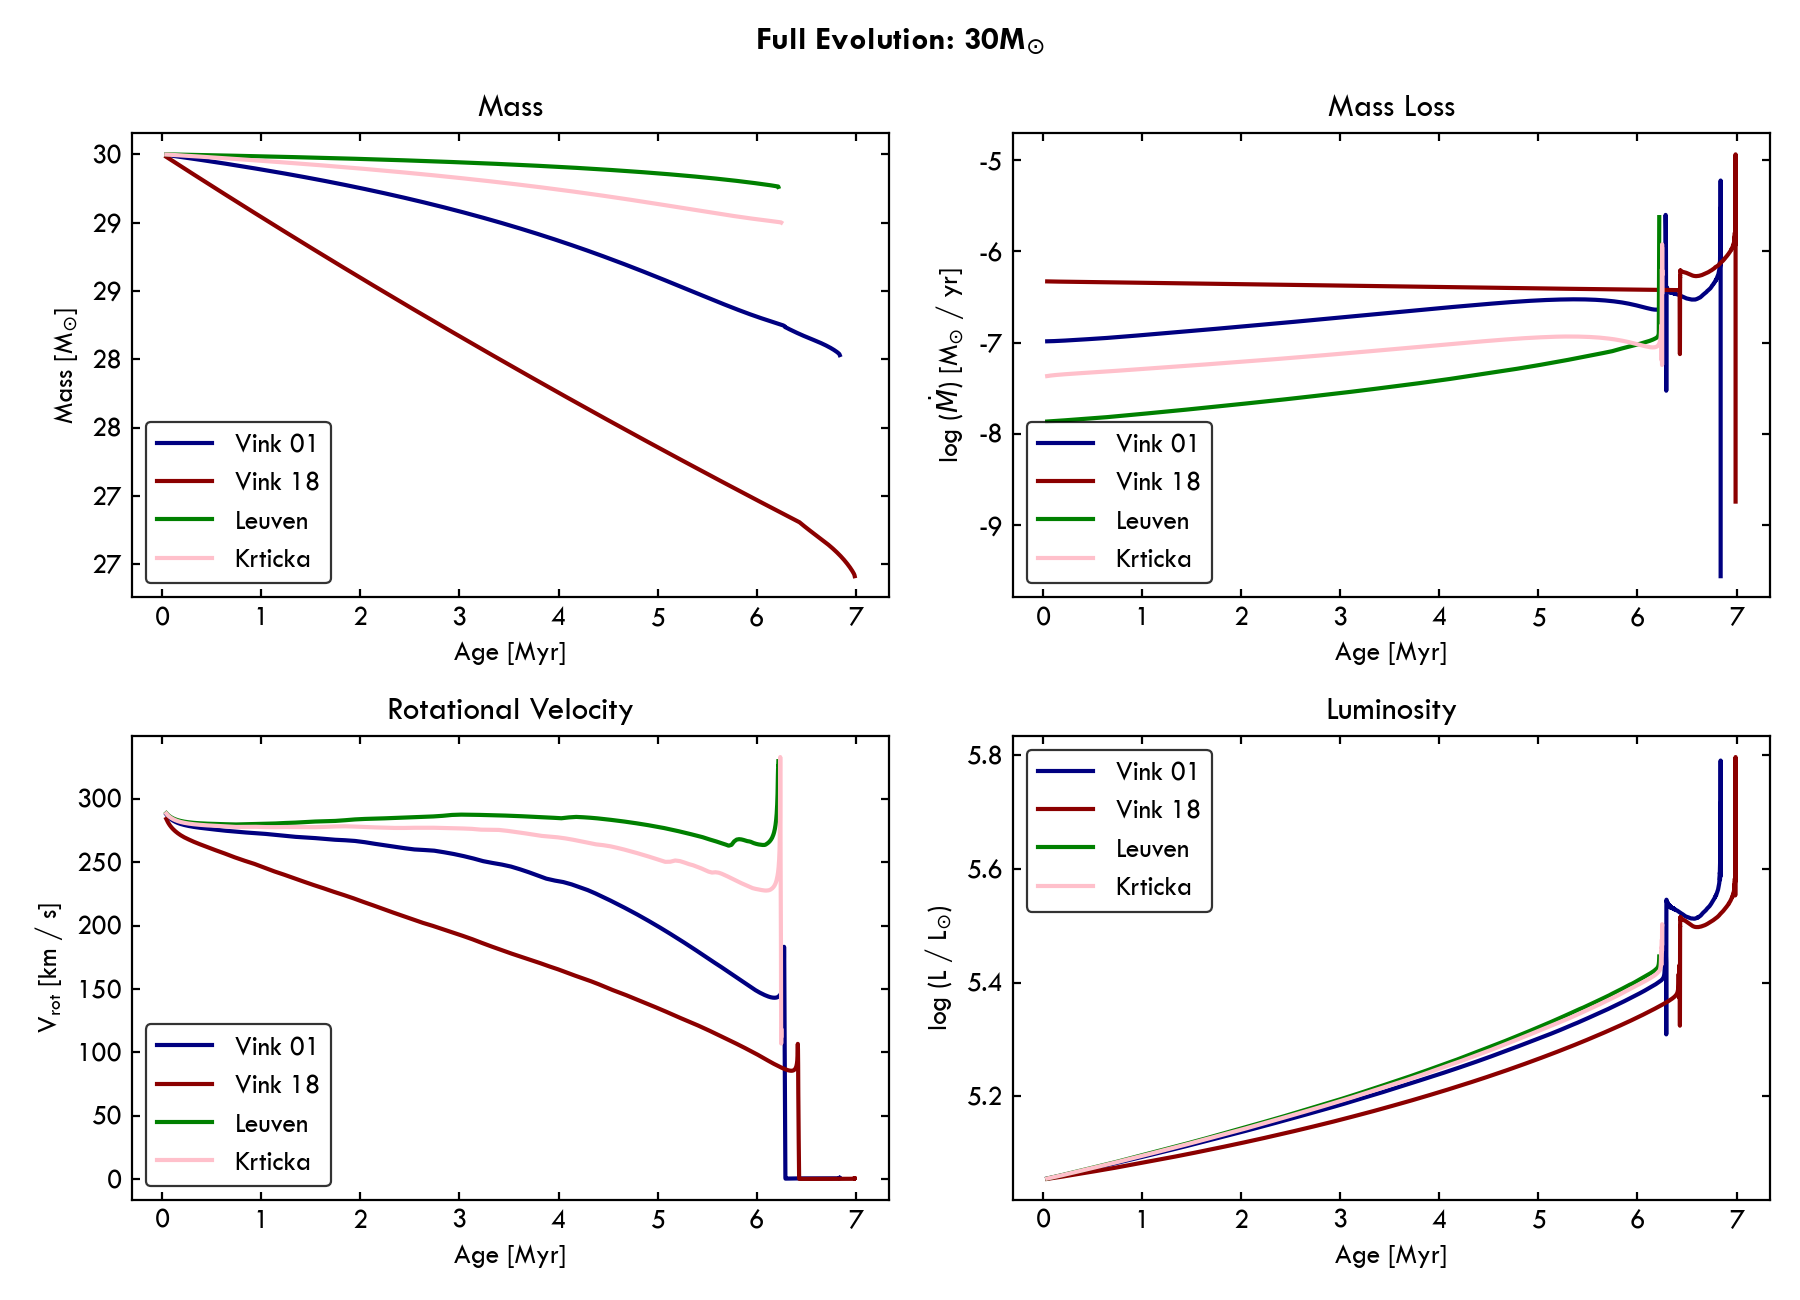 Full Evolution: 30M⊙
Mass
30
29
29
28
28
27
27
Mass [M⊙]
Vink 01
Vink 18
Leuven
Krticka
0 1 2 3 4 5 6 7
Age [Myr]
Mass Loss
-5
-6
-7
-8
-9
log (Ṁ) [M⊙ / yr]
Vink 01
Vink 18
Leuven
Krticka
0 1 2 3 4 5 6 7
Age [Myr]
Rotational Velocity
300
250
200
150
100
50
0
Vrot [km / s]
Vink 01
Vink 18
Leuven
Krticka
0 1 2 3 4 5 6 7
Age [Myr]
Luminosity
5.8
5.6
5.4
5.2
log (L / L⊙)
Vink 01
Vink 18
Leuven
Krticka
0 1 2 3 4 5 6 7
Age [Myr]